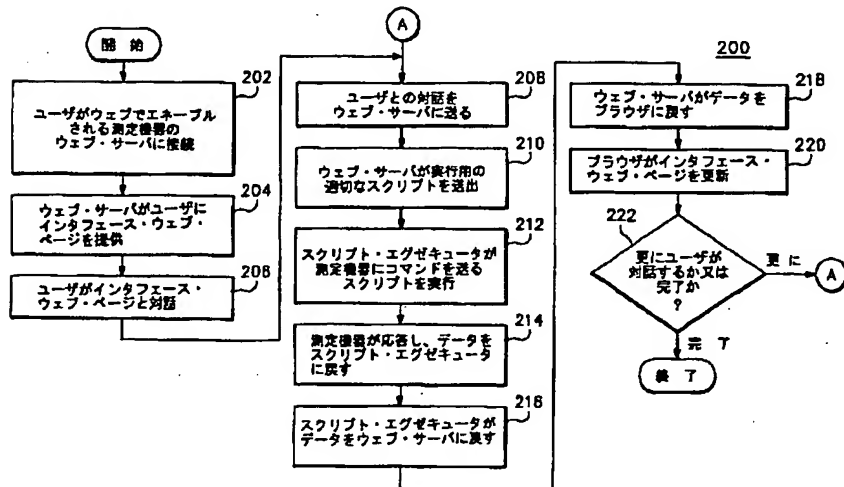 開 始
202
ユーザがウェブでエネーブル
される測定機器の
ウェブ・サーバに接続
204
ウェブ・サーバがユーザに
インタフェース・ウェブ・
ページを提供
206
ユーザがインタフェース・
ウェブ・ページと対話
A
208
ユーザとの対話を
ウェブ・サーバに送る
210
ウェブ・サーバが実行用の
適切なスクリプトを送出
212
スクリプト・エグゼキュータが
測定機器にコマンドを送る
スクリプトを実行
214
測定機器が応答し、データを
スクリプト・エグゼキュータ
に戻す
216
スクリプト・エグゼキュータが
データをウェブ・サーバに戻す
200
218
ウェブ・サーバがデータを
ブラウザに戻す
220
ブラウザがインタフェース・
ウェブ・ページを更新
222
更にユーザが
対話するか又は
完了か
?
更 に
A
完 了
終 了